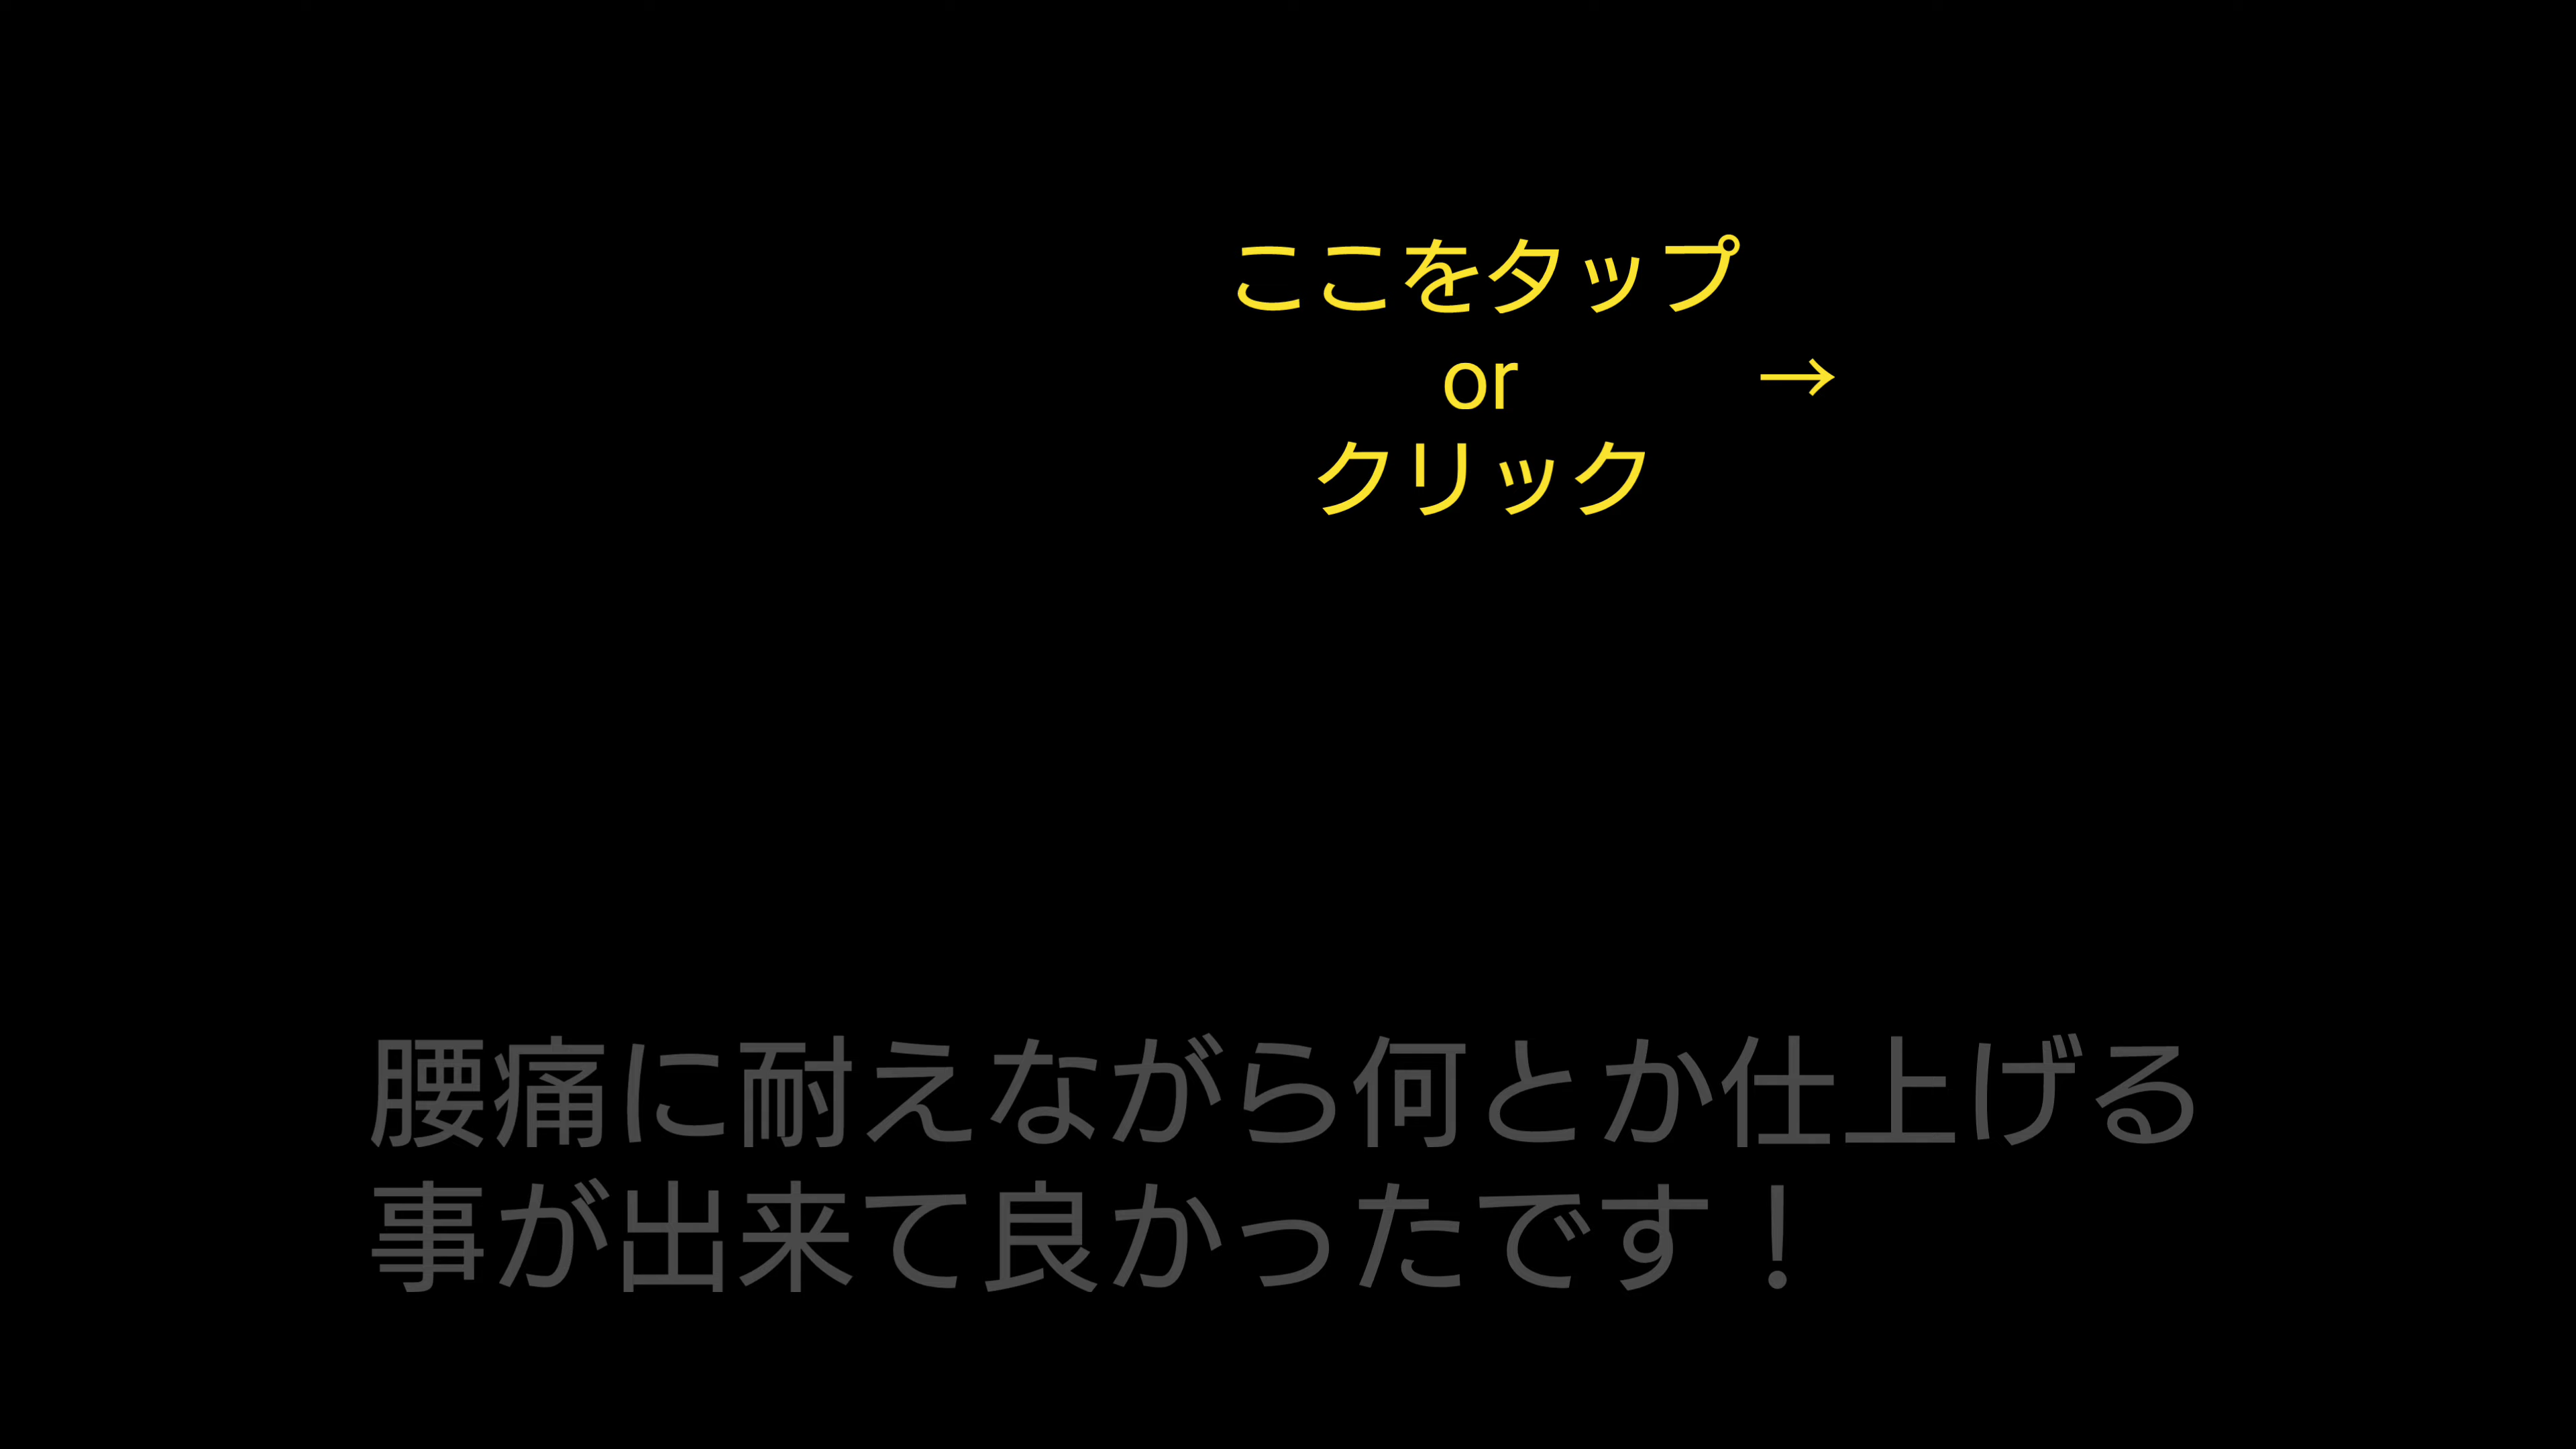 ここをタップ
or →
クリック
腰痛に耐えながら何とか仕上げる
事が出来て良かったです！